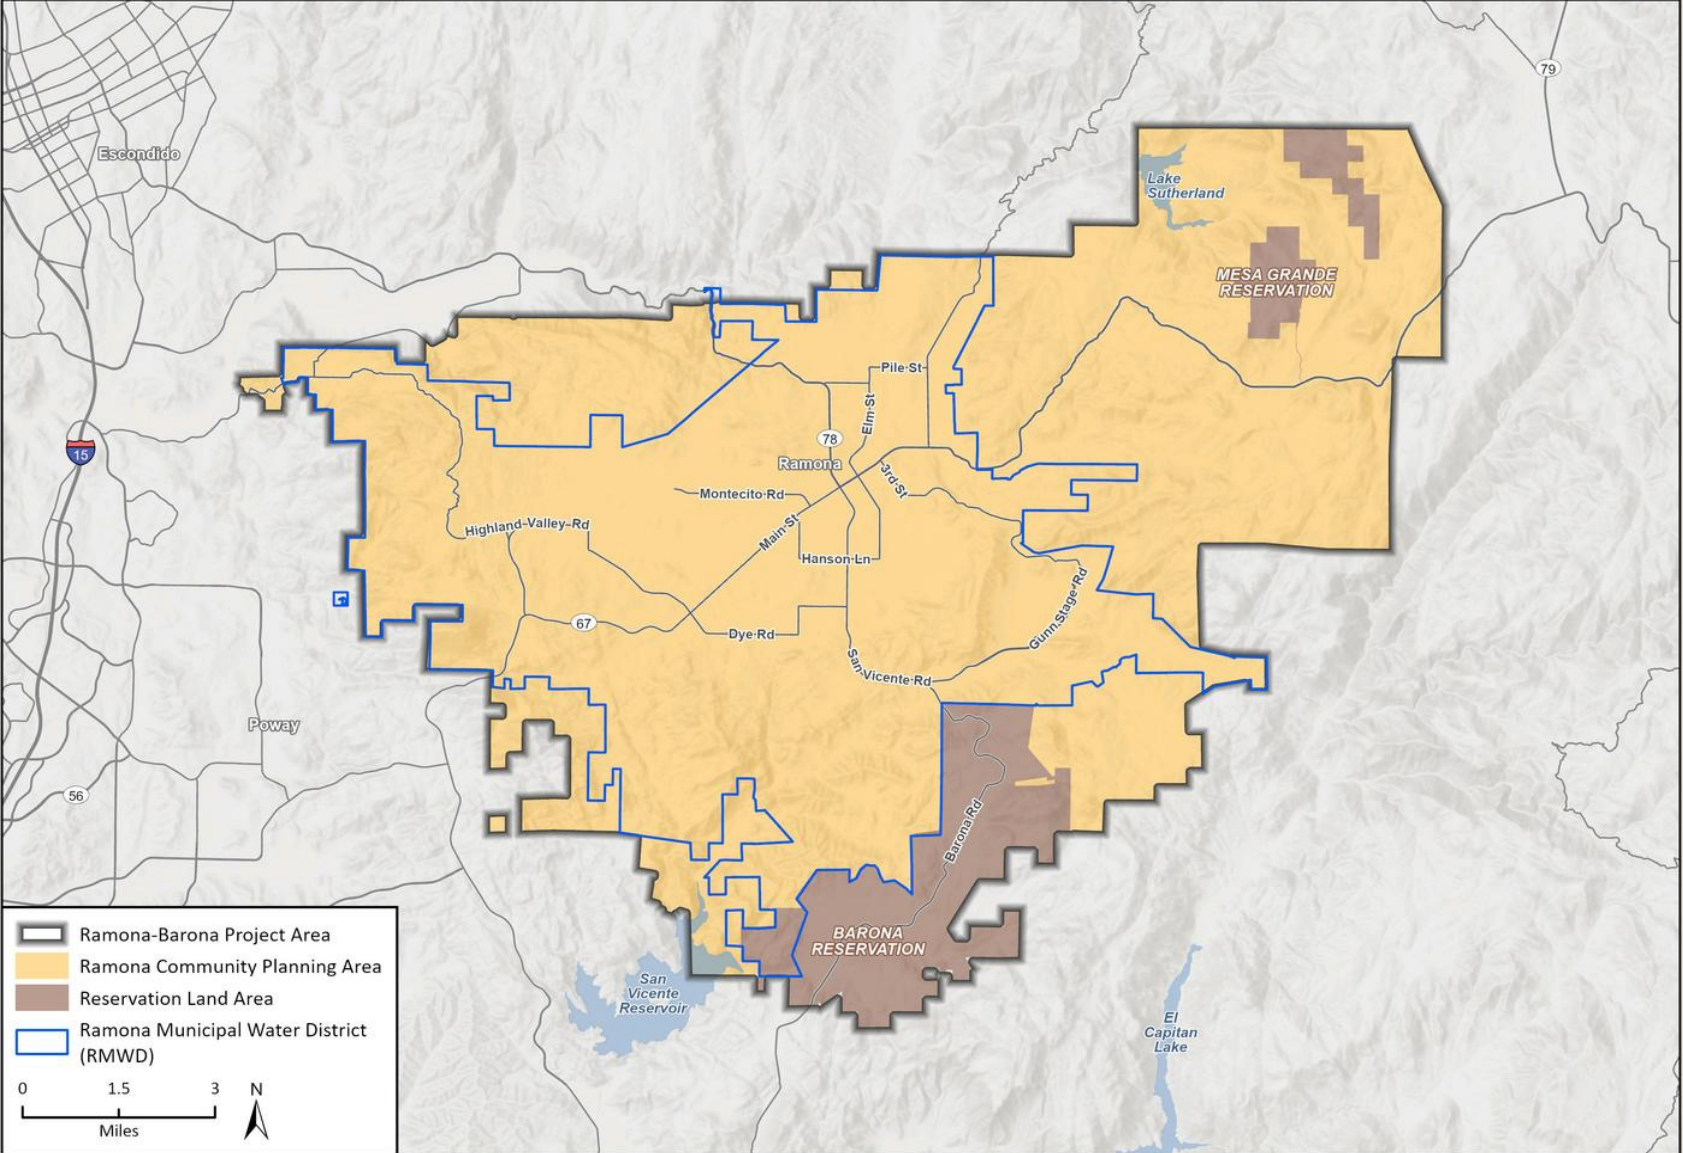 79
Escondido
Lake
Sutherland
MESA GRANDE
RESERVATION
Pile St
Elm St
78
15
Ramona
3rd St
Montecito Rd
Highland Valley Rd
Main St
Hanson Ln
Gunn Stage Rd
67
Dye Rd
San Vicente Rd
Poway
56
Barona Rd
BARONA
RESERVATION
San
Vicente
Reservoir
El
Capitan
Lake
Ramona-Barona Project Area
Ramona Community Planning Area
Reservation Land Area
Ramona Municipal Water District
(RMWD)
0 1.5 3 N
Miles